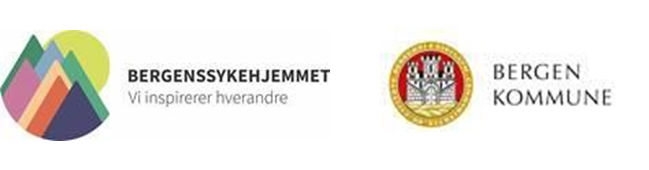 BERGENSSYKEHJEMMET
Vi inspirerer hverandre
BERGEN
KOMMUNE